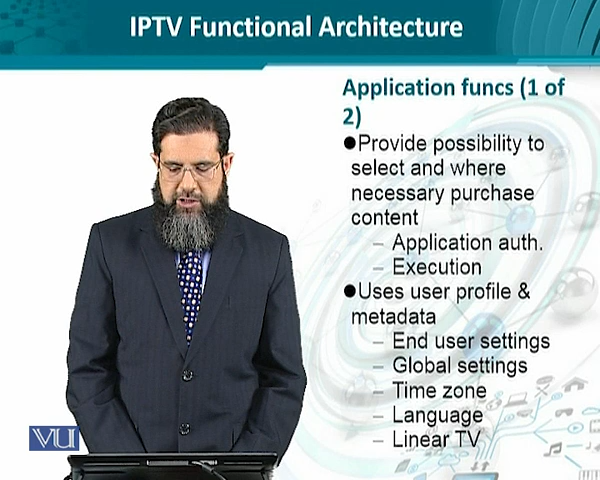 IPTV Functional Architecture
Application funcs (1 of
2)
●Provide possibility to
select and where
necessary purchase
content
– Application auth.
– Execution
●Uses user profile &
metadata
– End user settings
– Global settings
– Time zone
– Language
– Linear TV
VU